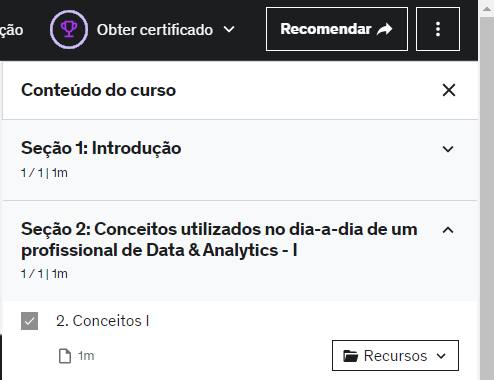 ção
Obter certificado
Recomendar
Conteúdo do curso
Seção 1: Introdução
1 / 1 | 1m
Seção 2: Conceitos utilizados no dia-a-dia de um
profissional de Data & Analytics - I
1 / 1 | 1m
2. Conceitos I
1m
Recursos